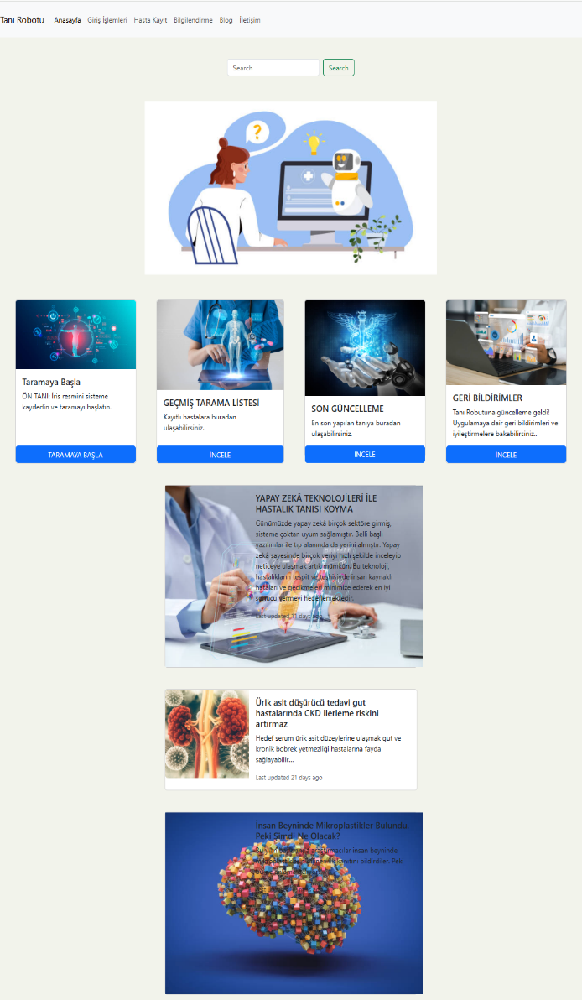 Tanı Robotu Anasayfa Giriş İşlemleri Hasta Kayıt Bilgilendirme Blog İletişim
Search Search
?
Taramaya Başla
ÖN TANI: İris resmini sisteme
kaydedin ve taramayı başlatın.
TARAMAYA BAŞLA
GEÇMİŞ TARAMA LİSTESİ
Kayıtlı hastalara buradan
ulaşabilirsiniz.
İNCELE
SON GÜNCELLEME
En son yapılan tanıya buradan
ulaşabilirsiniz.
İNCELE
GERİ BİLDİRİMLER
Tanı Robotuna güncelleme geldi!
Uygulamaya dair geri bildirimleri ve
iyileştirmelere bakabilirsiniz..
İNCELE
YAPAY ZEKÂ TEKNOLOJİLERİ İLE
HASTALIK TANISI KOYMA
Günümüzde yapay zekâ birçok sektöre girmiş,
sisteme çoktan uyum sağlamıştır. Belli başlı
yazılımlar ile tıp alanında da yerini almıştır. Yapay
zekâ sayesinde birçok veriyi hızlı şekilde inceleyip
neticeye ulaşmak artık mümkün. Bu teknoloji,
hastalıkların tespit ve teşhisinde insan kaynaklı
hataları ve gecikmeleri minimize ederek en iyi
sonucu vermeyi hedeflemektedir.
Last updated 11 days ago
Ürik asit düşürücü tedavi gut
hastalarında CKD ilerleme riskini
artırmaz
Hedef serum ürik asit düzeylerine ulaşmak gut ve
kronik böbrek yetmezliği hastalarına fayda
sağlayabilir...
Last updated 21 days ago
İnsan Beyninde Mikroplastikler Bulundu.
Peki Şimdi Ne Olacak?
araştırmacılar insan beyninde
bildirdiler. Peki